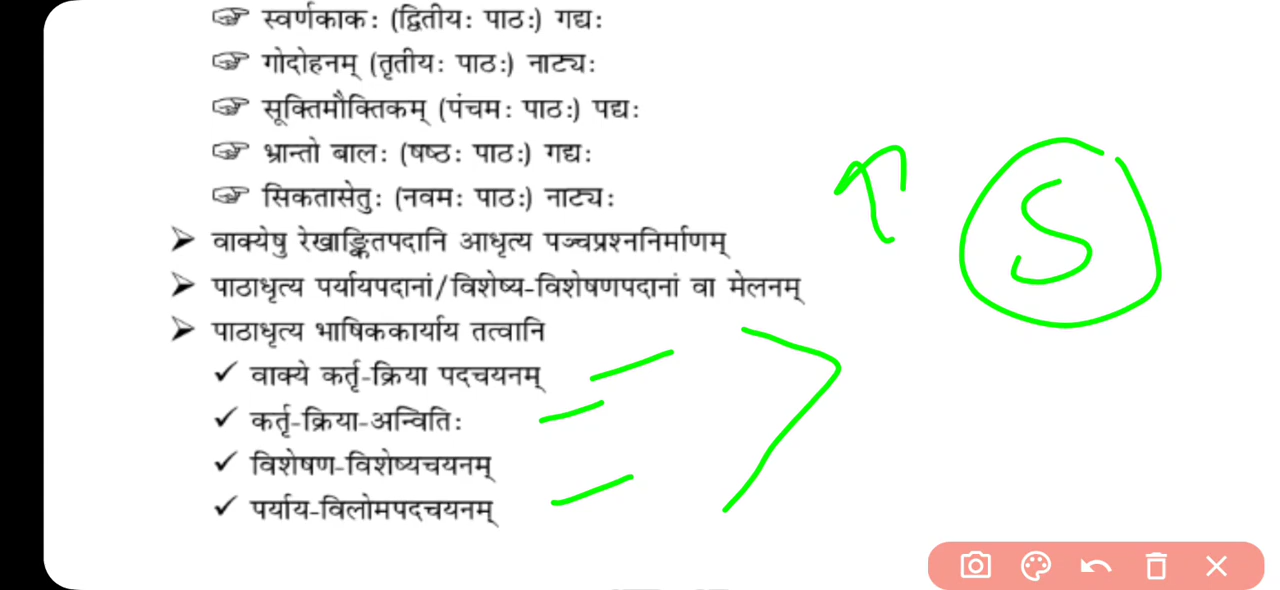 ☞ स्वर्णकाकः (द्वितीयः पाठः) गद्यः
☞ गोदोहनम् (तृतीयः पाठः) नाट्यः
☞ सूक्तिमौक्तिकम् (पंचमः पाठः) पद्यः
☞ भ्रान्तो बालः (षष्ठः पाठः) गद्यः
☞ सिकतासेतुः (नवमः पाठः) नाट्यः
➤ वाक्येषु रेखाङ्कितपदानि आधृत्य पञ्चप्रश्ननिर्माणम्
➤ पाठाधृत्य पर्यायपदानां/विशेष्य-विशेषणपदानां वा मेलनम्
➤ पाठाधृत्य भाषिककार्याय तत्वानि
✓ वाक्ये कर्तृ-क्रिया पदचयनम्
✓ कर्तृ-क्रिया-अन्वितिः
✓ विशेषण-विशेष्यचयनम्
✓ पर्याय-विलोमपदचयनम्
S